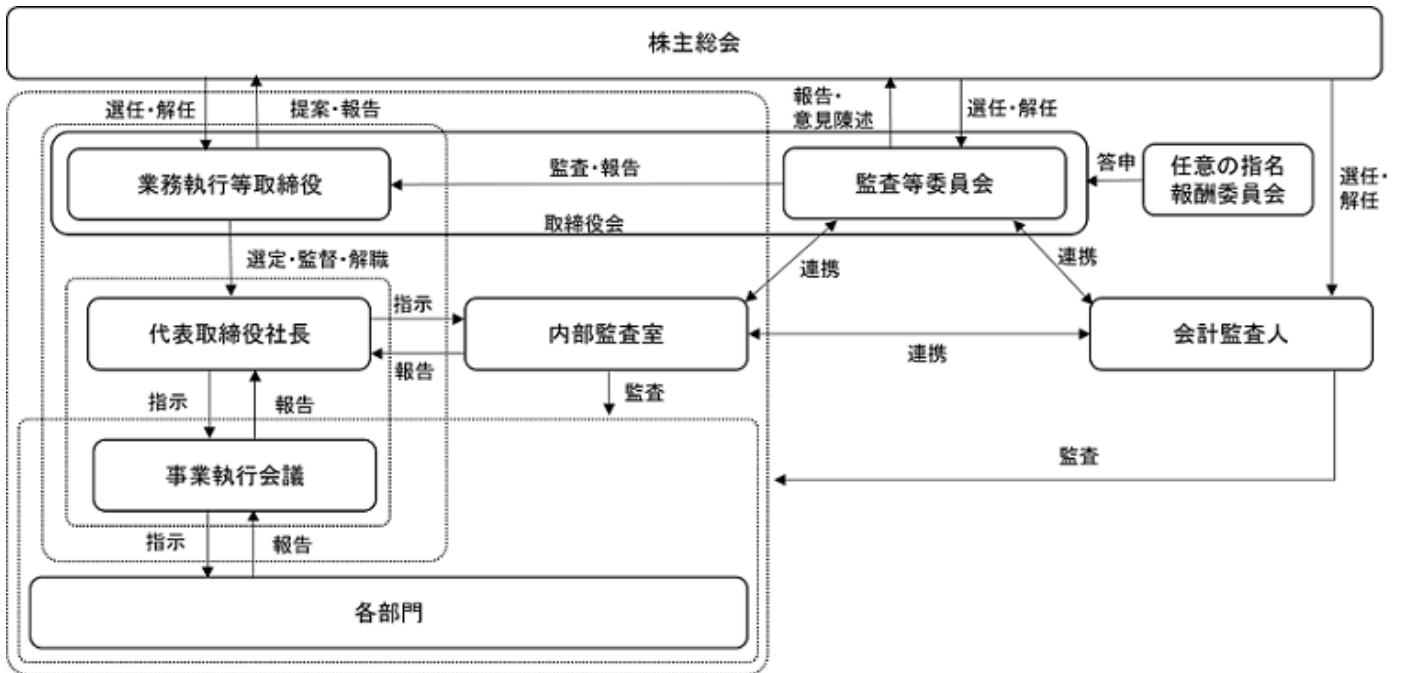 株主総会
選任・解任
提案・報告
報告・
意見陳述
選任・解任
選任・
解任
業務執行等取締役
監査・報告
監査等委員会
答申
任意の指名
報酬委員会
取締役会
選定・監督・解職
連携
連携
代表取締役社長
指示
報告
内部監査室
連携
会計監査人
指示
報告
監査
事業執行会議
監査
指示
報告
各部門